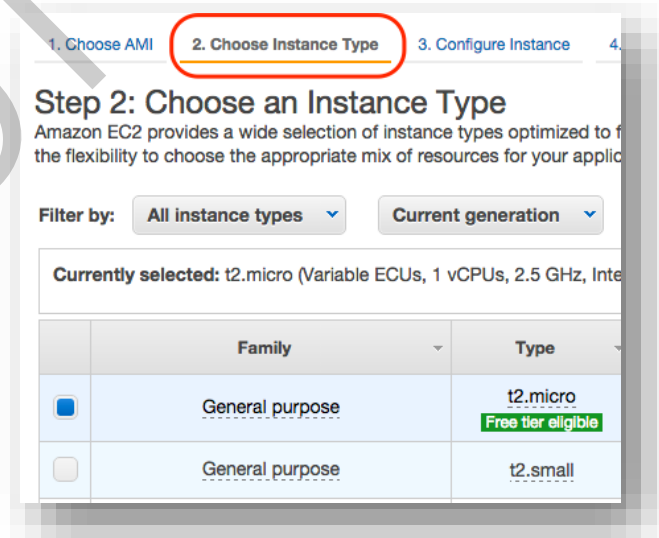 1. Choose AMI 2. Choose Instance Type 3. Configure Instance 4.
Step 2: Choose an Instance Type
Amazon EC2 provides a wide selection of instance types optimized to
the flexibility to choose the appropriate mix of resources for your
Filter by: All instance types Current generation
Currently selected: t2.micro (Variable ECUs, 1 vCPUs, 2.5 GHz,
Family Type
General purpose t2.micro
Free tier eligible
General purpose t2.small